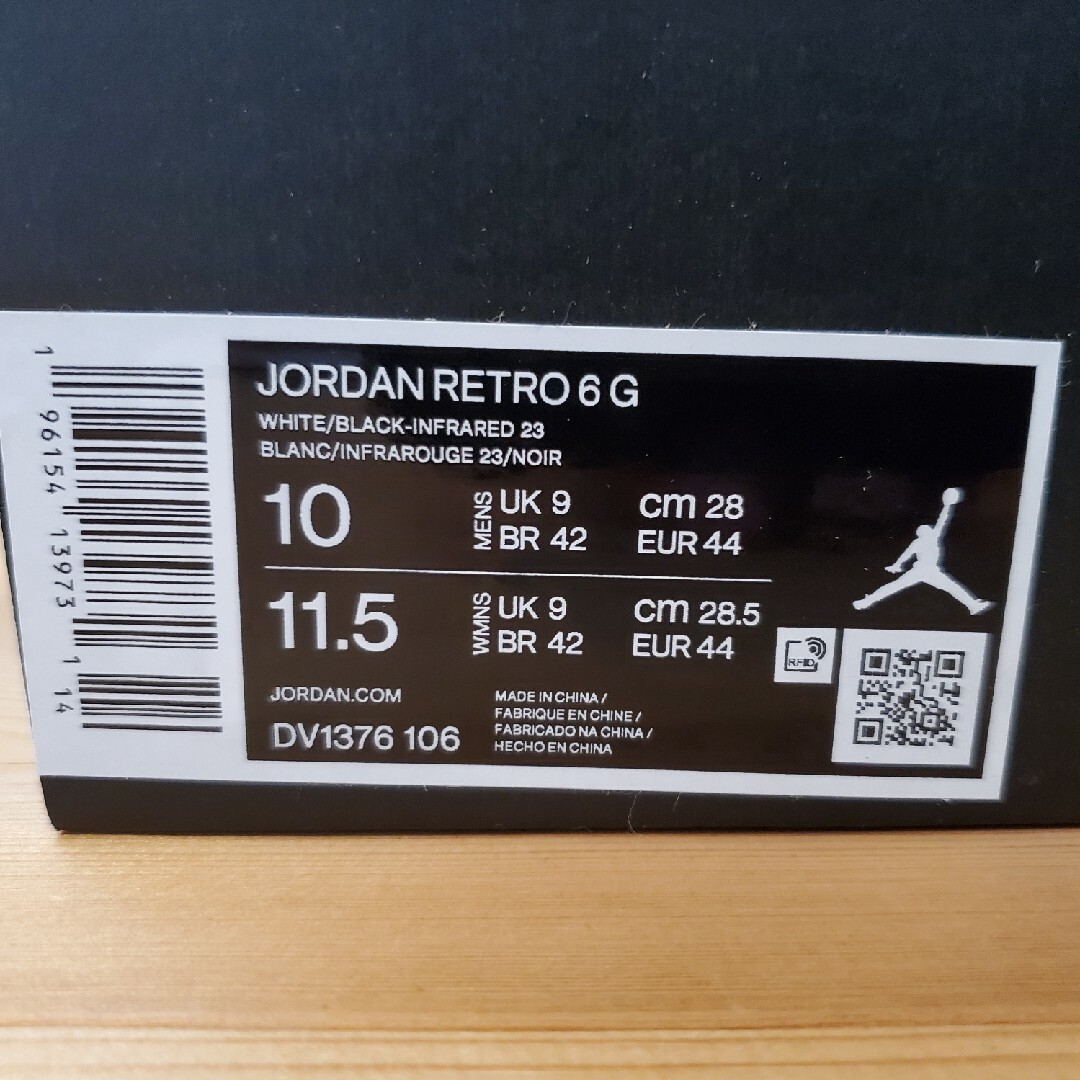 JORDAN RETRO 6 G
WHITE/BLACK-INFRARED 23
BLANC/INFRAROUGE 23/NOIR
10 MENS UK 9 cm 28
BR 42 EUR 44
11.5 WMNS UK 9 cm 28.5
BR 42 EUR 44
JORDAN.COM
DV1376 106
MADE IN CHINA /
FABRIQUE EN CHINE /
FABRICADO NA CHINA /
HECHO EN CHINA
RFID
1 96154 13973 1 14